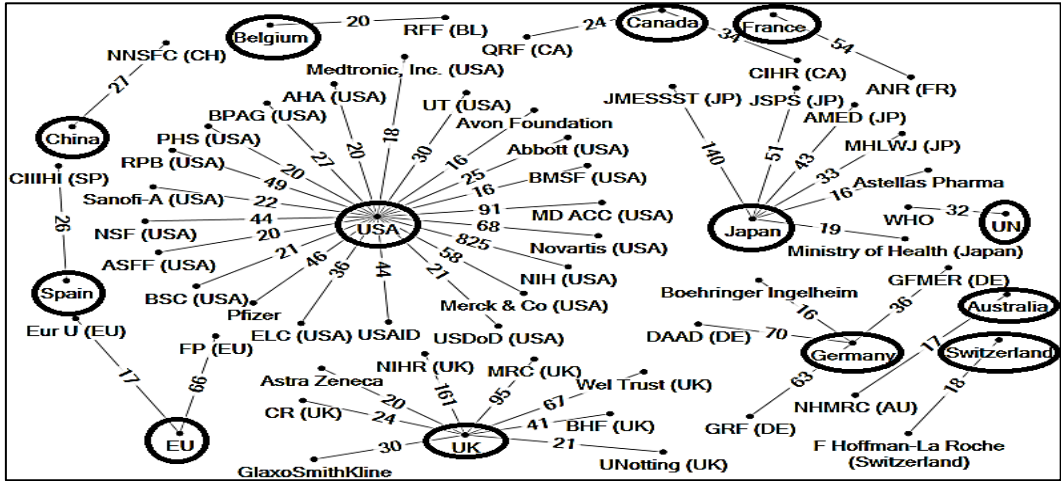 20
RFF (BL)
Belgium
24
Canada
France
QRF (CA)
34
54
NNSFC (CH)
Medtronic, Inc. (USA)
CIHR (CA)
ANR (FR)
27
AHA (USA)
UT (USA)
JMESSST (JP)
JSPS (JP)
BPAG (USA)
AMED (JP)
Avon Foundation
China
PHS (USA)
18
Abbott (USA)
MHLWJ (JP)
RPB (USA)
20
27
20
30
16
25
140
51
43
33
CIIIHI (SP)
49
16
BMSF (USA)
16
Astellas Pharma
Sanofi-A (USA)
22
91
MD ACC (USA)
WHO
32
UN
26
NSF (USA)
44
USA
68
Novartis (USA)
Japan
19
Ministry of Health (Japan)
ASFF (USA)
20
825
NIH (USA)
GFMER (DE)
21
46
36
44
21
58
Spain
BSC (USA)
Merck & Co (USA)
Boehringer Ingelheim
36
Australia
Pfizer
Eur U (EU)
ELC (USA)
USAID
USDoD (USA)
16
DAAD (DE)
70
17
FP (EU)
NIHR (UK)
MRC (UK)
Germany
Switzerland
17
66
Astra Zeneca
Wel Trust (UK)
63
18
20
161
95
67
NHMRC (AU)
CR (UK)
24
41
BHF (UK)
GRF (DE)
EU
30
UK
21
F Hoffman-La Roche
(Switzerland)
GlaxoSmithKline
UNotting (UK)